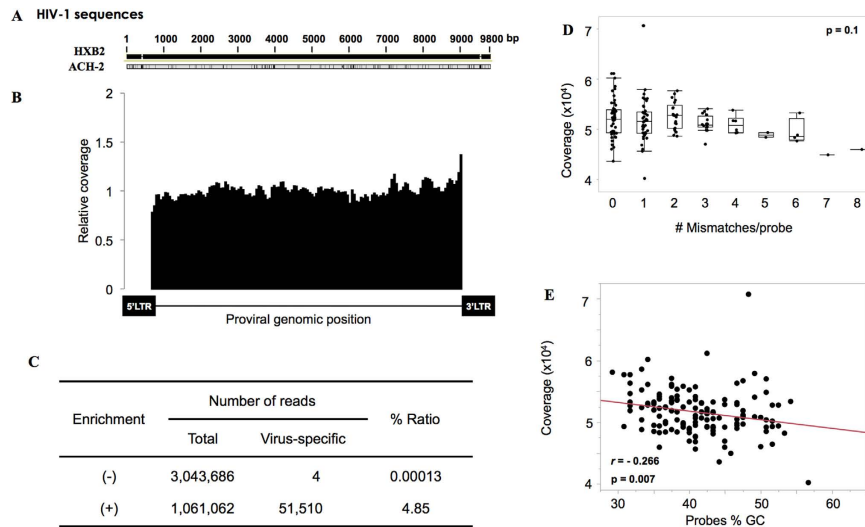 A HIV-1 sequences
1 1000 2000 3000 4000 5000 6000 7000 8000 9000 9800 bp
HXB2
ACH-2
B
2
1.5
1
0.5
0
Relative coverage
5'LTR 3'LTR
Proviral genomic position
C
Enrichment Number of reads % Ratio
Total Virus-specific
(-) 3,043,686 4 0.00013
(+) 1,061,062 51,510 4.85
D
p = 0.1
7
6
5
4
Coverage (x10⁴)
0 1 2 3 4 5 6 7 8
# Mismatches/probe
E
7
6
5
4
Coverage (x10⁴)
r = - 0.266
p = 0.007
30 40 50 60
Probes % GC